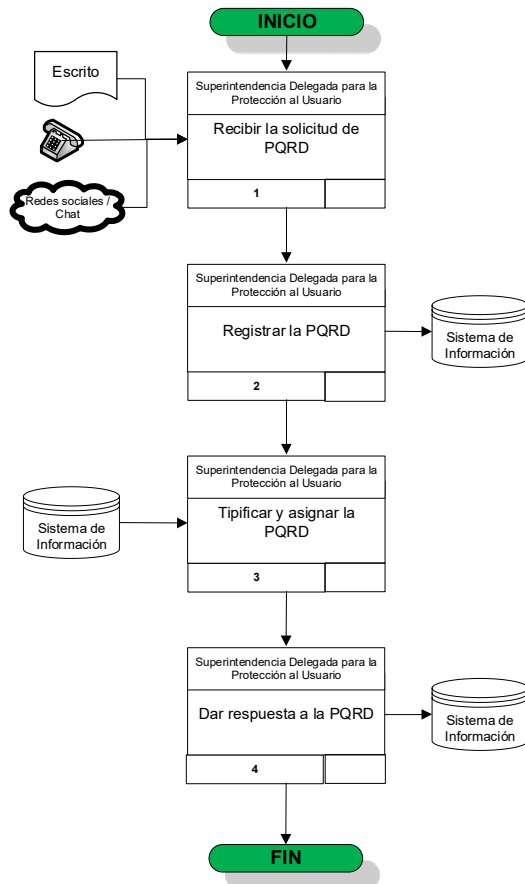 INICIO
Escrito
Redes sociales /
Chat
Superintendencia Delegada para la
Protección al Usuario
Recibir la solicitud de
PQRD
1
Superintendencia Delegada para la
Protección al Usuario
Registrar la PQRD
2
Sistema de
Información
Sistema de
Información
Superintendencia Delegada para la
Protección al Usuario
Tipificar y asignar la
PQRD
3
Superintendencia Delegada para la
Protección al Usuario
Dar respuesta a la PQRD
4
Sistema de
Información
FIN